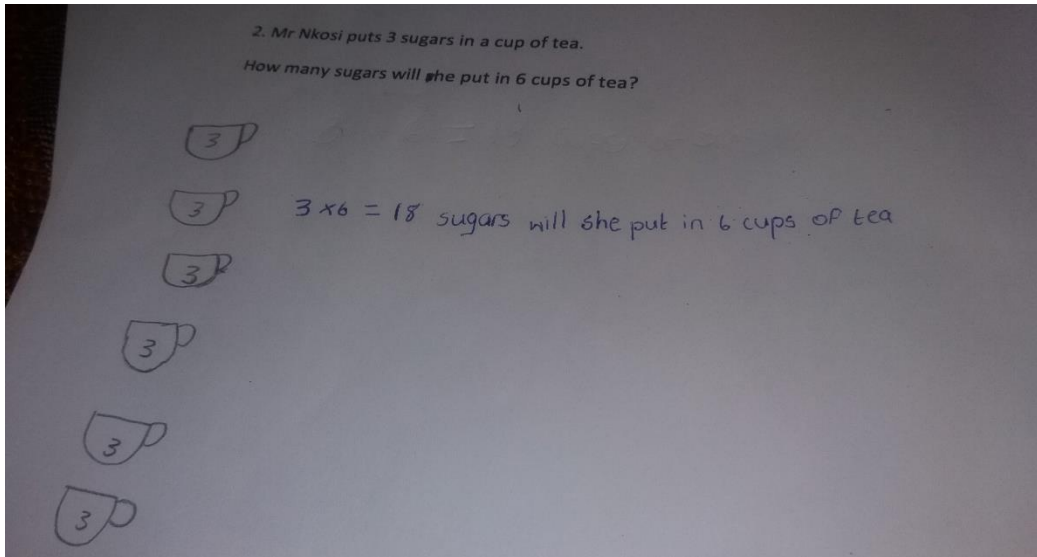 2. Mr Nkosi puts 3 sugars in a cup of tea.
How many sugars will she put in 6 cups of tea?
3
3
3 x6 = 18 sugars will she put in 6 cups of tea
3
3
3
3